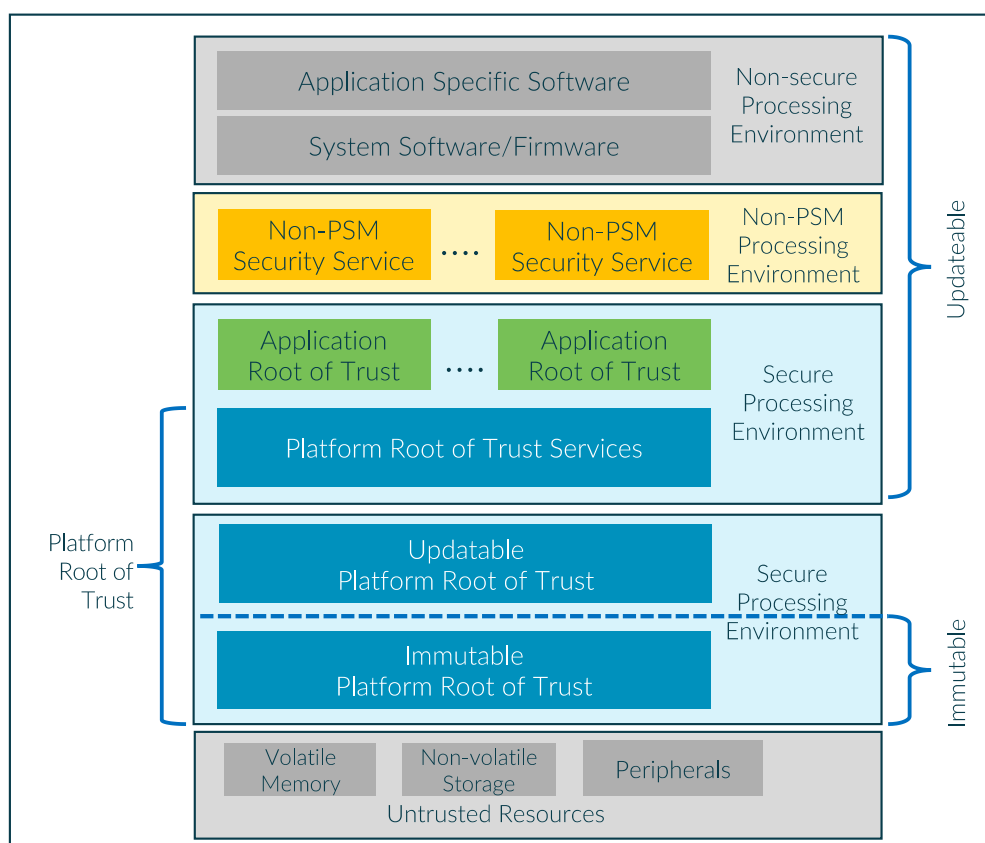 Application Specific Software
System Software/Firmware
Non-secure
Processing
Environment
Non-PSM
Security Service
....
Non-PSM
Security Service
Non-PSM
Processing
Environment
Updateable
Application
Root of Trust
....
Application
Root of Trust
Platform Root of Trust Services
Secure
Processing
Environment
Platform
Root of
Trust
Updatable
Platform Root of Trust
Immutable
Platform Root of Trust
Secure
Processing
Environment
Immutable
Volatile
Memory
Non-volatile
Storage
Peripherals
Untrusted Resources